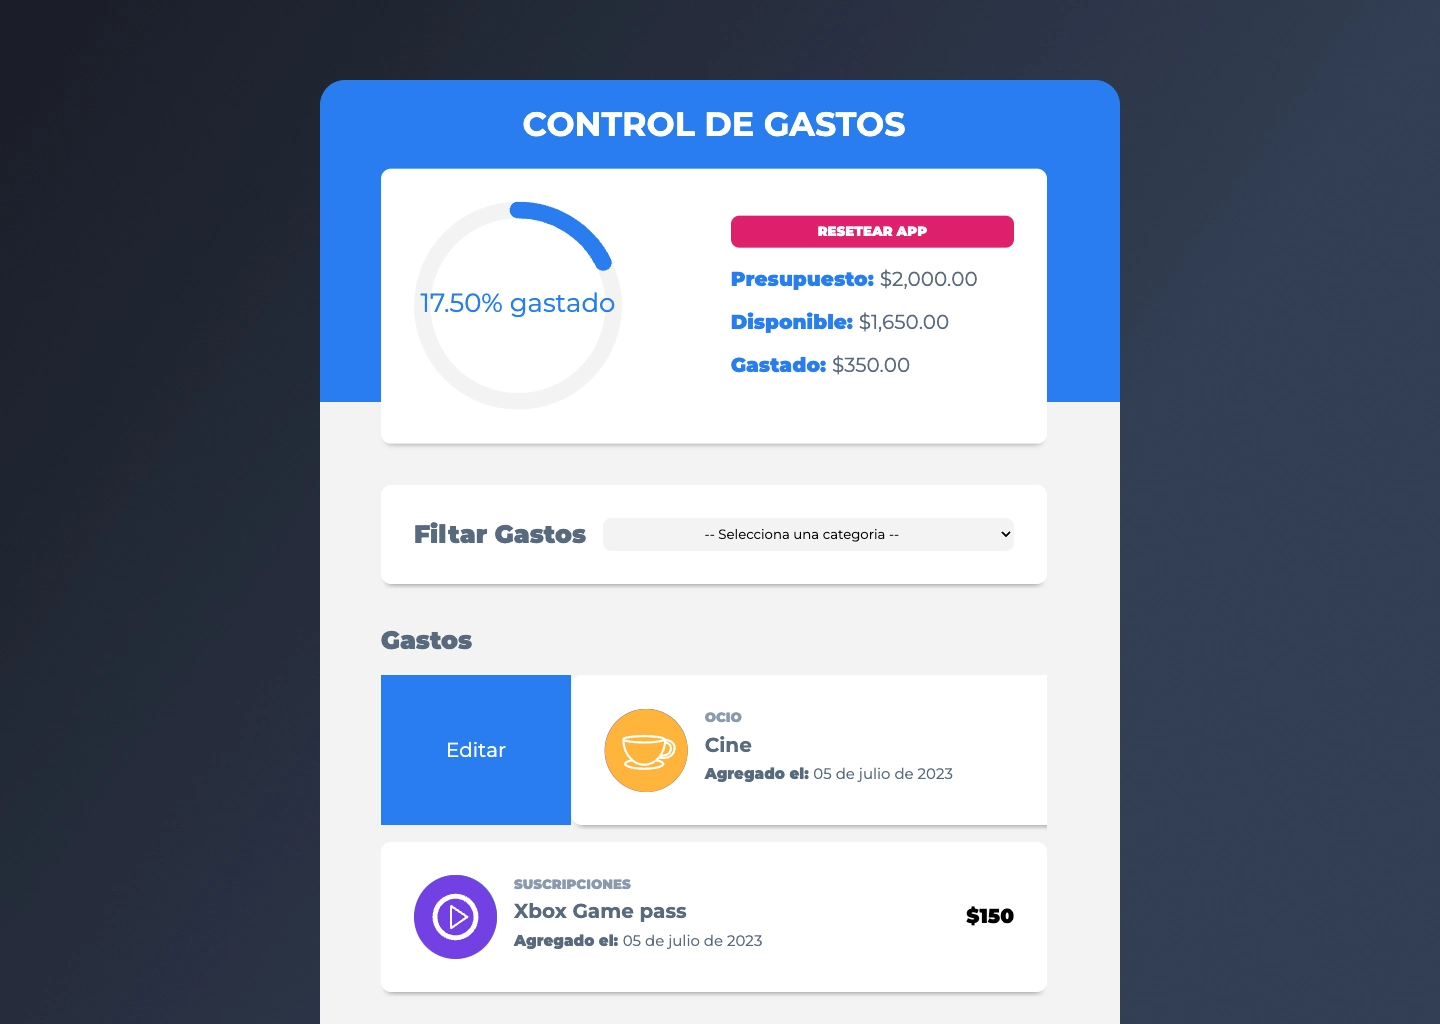 CONTROL DE GASTOS
17.50% gastado
RESETEAR APP
Presupuesto: $2,000.00
Disponible: $1,650.00
Gastado: $350.00
Filtar Gastos
-- Selecciona una categoria --
Gastos
Editar
OCIO
Cine
Agregado el: 05 de julio de 2023
SUSCRIPCIONES
Xbox Game pass
Agregado el: 05 de julio de 2023
$150